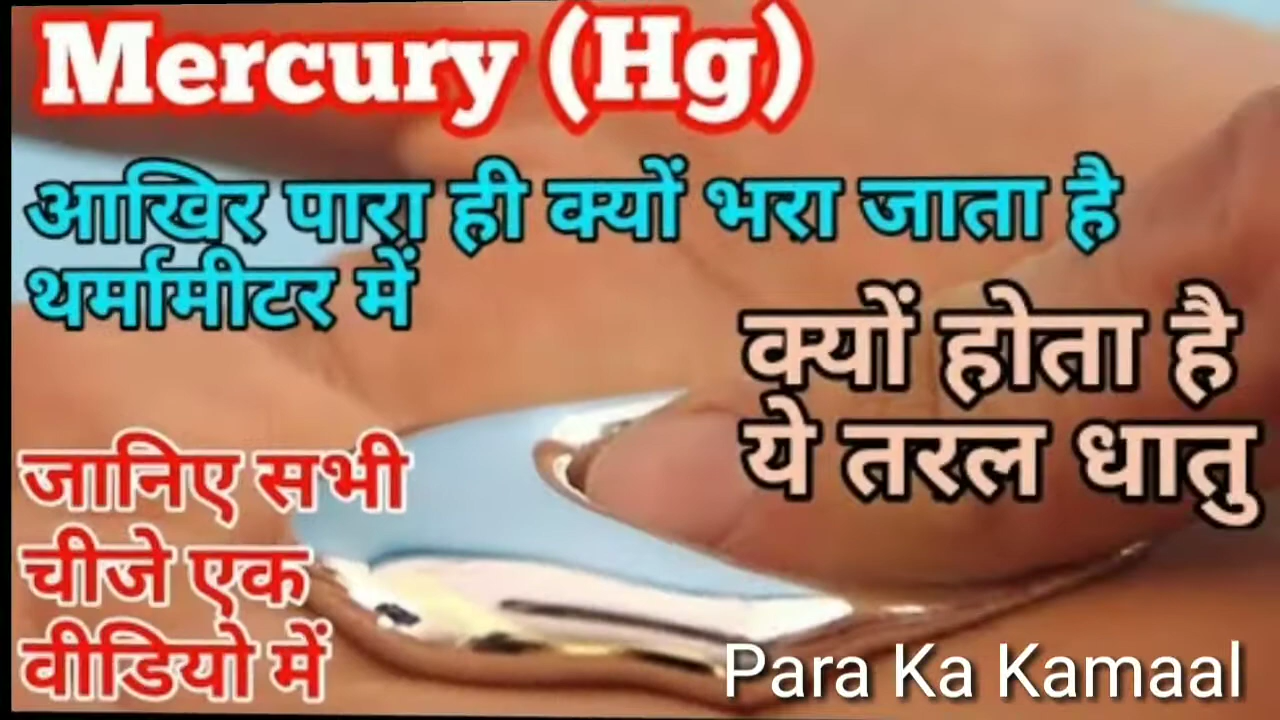 Mercury (Hg)
आखिर पारा ही क्यों भरा जाता है
थर्मामीटर में
क्यों होता है
ये तरल धातु
जानिए सभी
चीजे एक
वीडियो में
Para Ka Kamaal